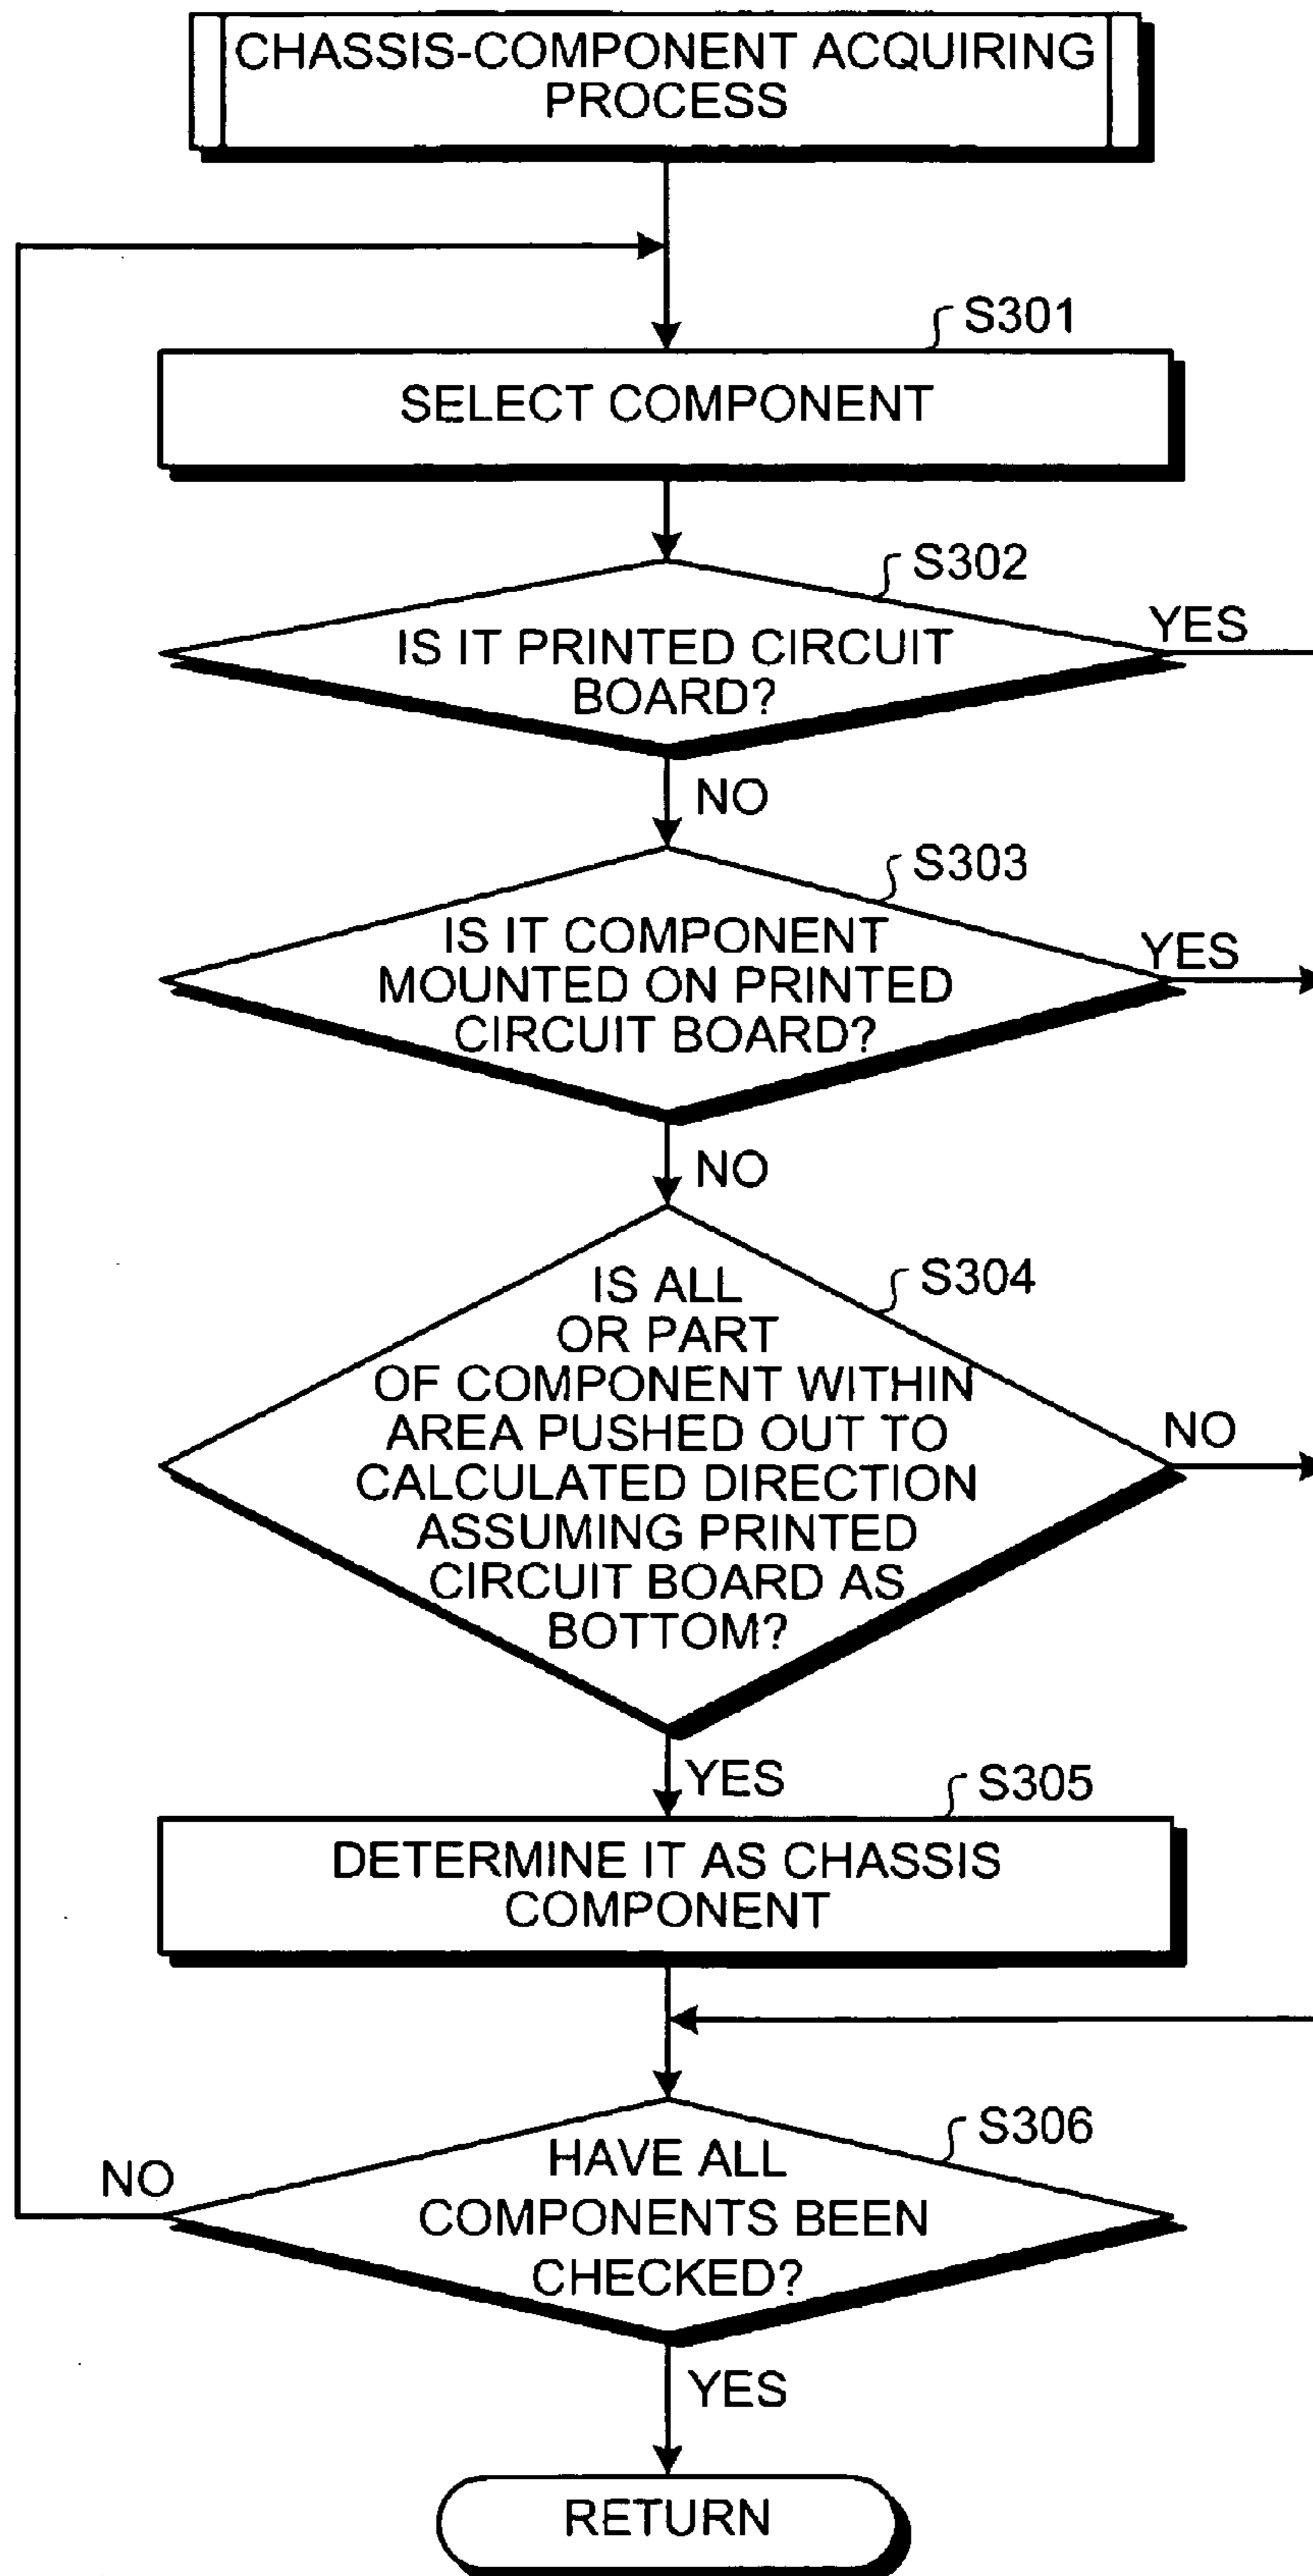 CHASSIS-COMPONENT ACQUIRING
PROCESS
S301
SELECT COMPONENT
S302
IS IT PRINTED CIRCUIT
BOARD?
YES
NO
S303
IS IT COMPONENT
MOUNTED ON PRINTED
CIRCUIT BOARD?
YES
NO
S304
IS ALL
OR PART
OF COMPONENT WITHIN
AREA PUSHED OUT TO
CALCULATED DIRECTION
ASSUMING PRINTED
CIRCUIT BOARD AS
BOTTOM?
NO
YES
S305
DETERMINE IT AS CHASSIS
COMPONENT
S306
HAVE ALL
COMPONENTS BEEN
CHECKED?
NO
YES
RETURN